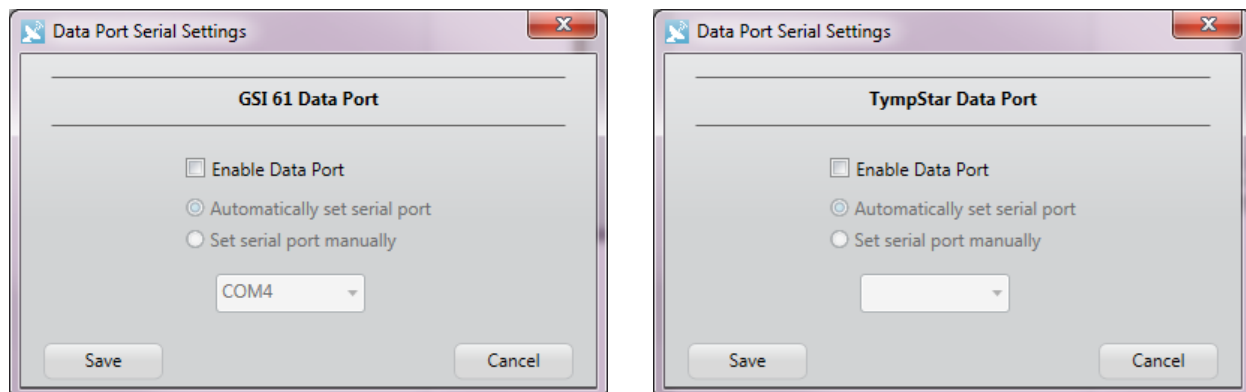 Data Port Serial Settings
GSI 61 Data Port
Enable Data Port
Automatically set serial port
Set serial port manually
COM4
Save
Cancel
Data Port Serial Settings
TympStar Data Port
Enable Data Port
Automatically set serial port
Set serial port manually
Save
Cancel